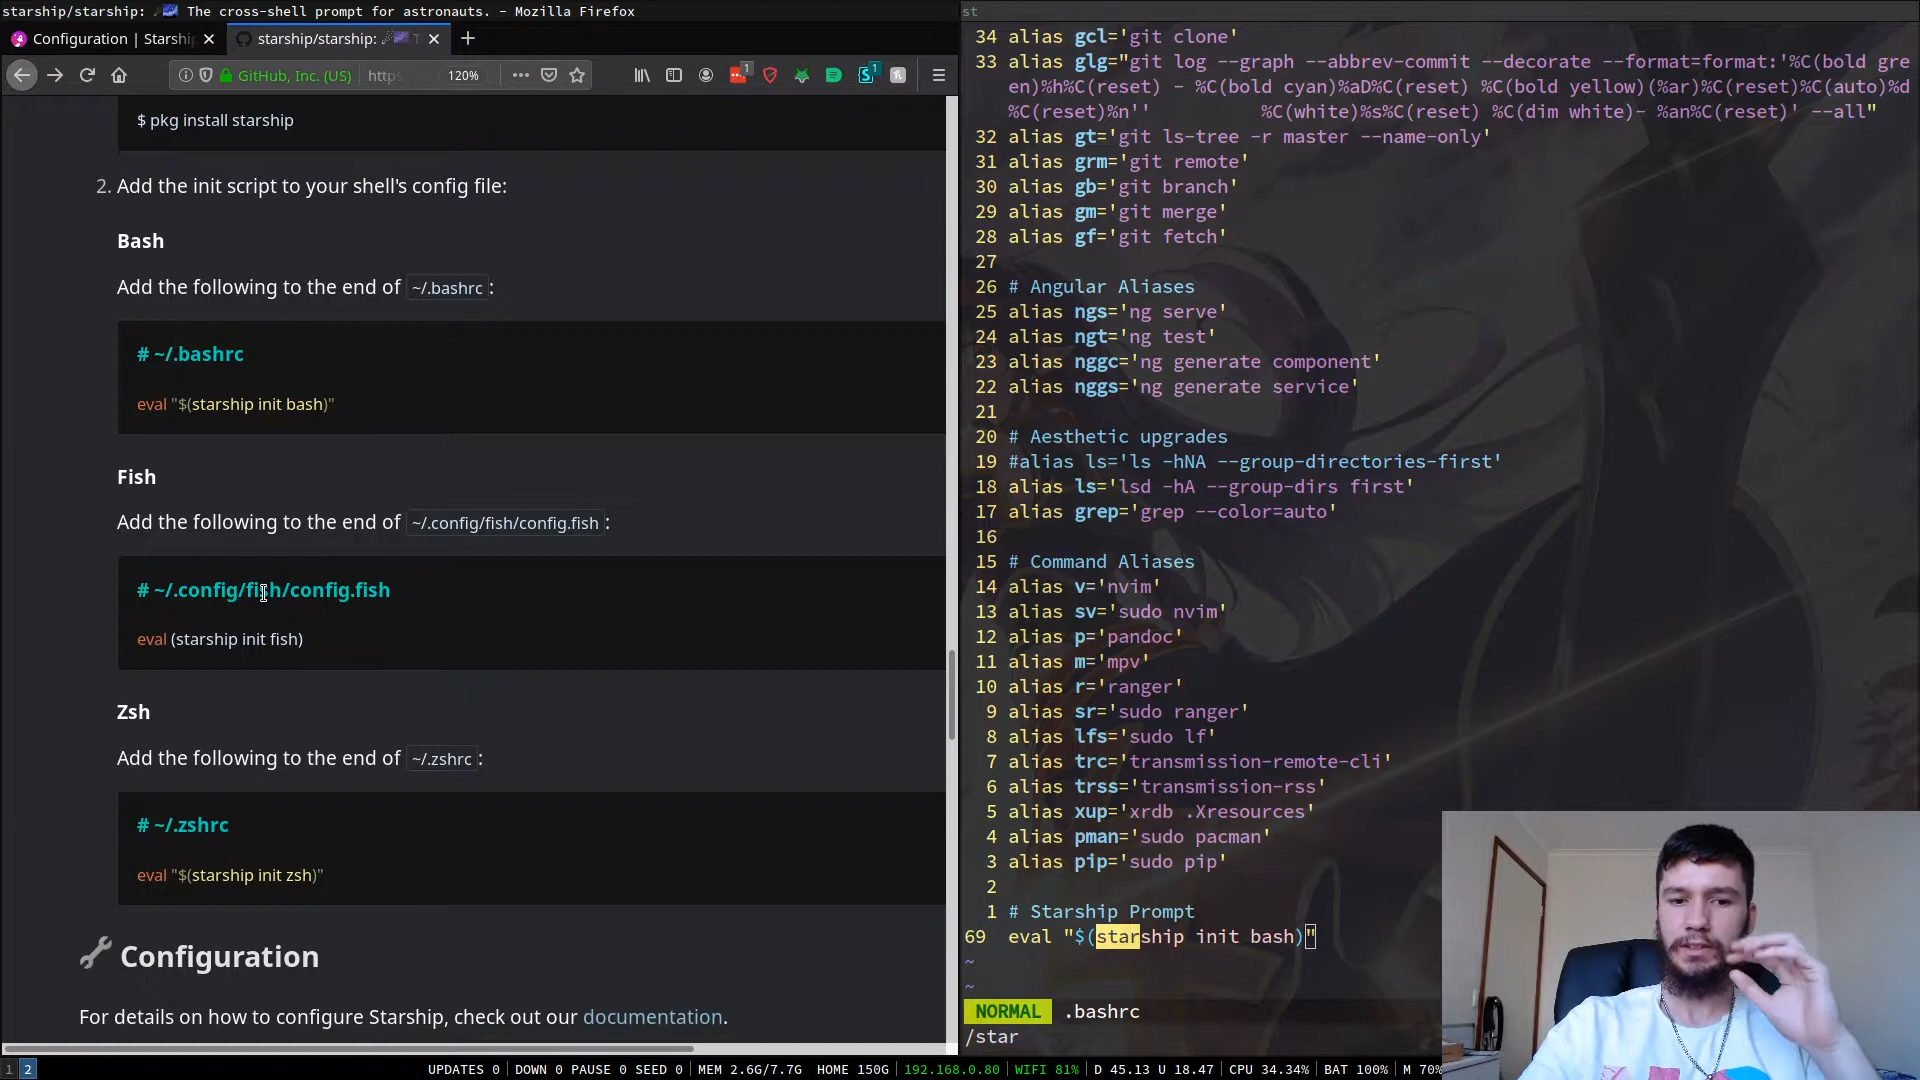 starship/starship: ☄🌌️ The cross-shell prompt for astronauts. - Mozilla Firefox
st
Configuration | Starship
starship/starship: ☄🌌️ T
GitHub, Inc. (US)
https
120%
1
1
$ pkg install starship
2. Add the init script to your shell's config file:
Bash
Add the following to the end of ~/.bashrc :
# ~/.bashrc
eval "$(starship init bash)"
Fish
Add the following to the end of ~/.config/fish/config.fish :
# ~/.config/fish/config.fish
eval (starship init fish)
Zsh
Add the following to the end of ~/.zshrc :
# ~/.zshrc
eval "$(starship init zsh)"
🔧 Configuration
For details on how to configure Starship, check out our documentation.
34 alias gcl='git clone'
33 alias glg="git log --graph --abbrev-commit --decorate --format=format:'%C(bold gre
en)%h%C(reset) - %C(bold cyan)%aD%C(reset) %C(bold yellow)(%ar)%C(reset)%C(auto)%d
%C(reset)%n'' %C(white)%s%C(reset) %C(dim white)- %an%C(reset)' --all"
32 alias gt='git ls-tree -r master --name-only'
31 alias grm='git remote'
30 alias gb='git branch'
29 alias gm='git merge'
28 alias gf='git fetch'
27
26 # Angular Aliases
25 alias ngs='ng serve'
24 alias ngt='ng test'
23 alias nggc='ng generate component'
22 alias nggs='ng generate service'
21
20 # Aesthetic upgrades
19 #alias ls='ls -hNA --group-directories-first'
18 alias ls='lsd -hA --group-dirs first'
17 alias grep='grep --color=auto'
16
15 # Command Aliases
14 alias v='nvim'
13 alias sv='sudo nvim'
12 alias p='pandoc'
11 alias m='mpv'
10 alias r='ranger'
9 alias sr='sudo ranger'
8 alias lfs='sudo lf'
7 alias trc='transmission-remote-cli'
6 alias trss='transmission-rss'
5 alias xup='xrdb .Xresources'
4 alias pman='sudo pacman'
3 alias pip='sudo pip'
2
1 # Starship Prompt
69 eval "$(starship init bash)"
~
~
NORMAL .bashrc
/star
1 2
UPDATES 0 DOWN 0 PAUSE 0 SEED 0 MEM 2.6G/7.7G HOME 150G 192.168.0.80 WIFI 81% D 45.13 U 18.47 CPU 34.34% BAT 100% M 70%